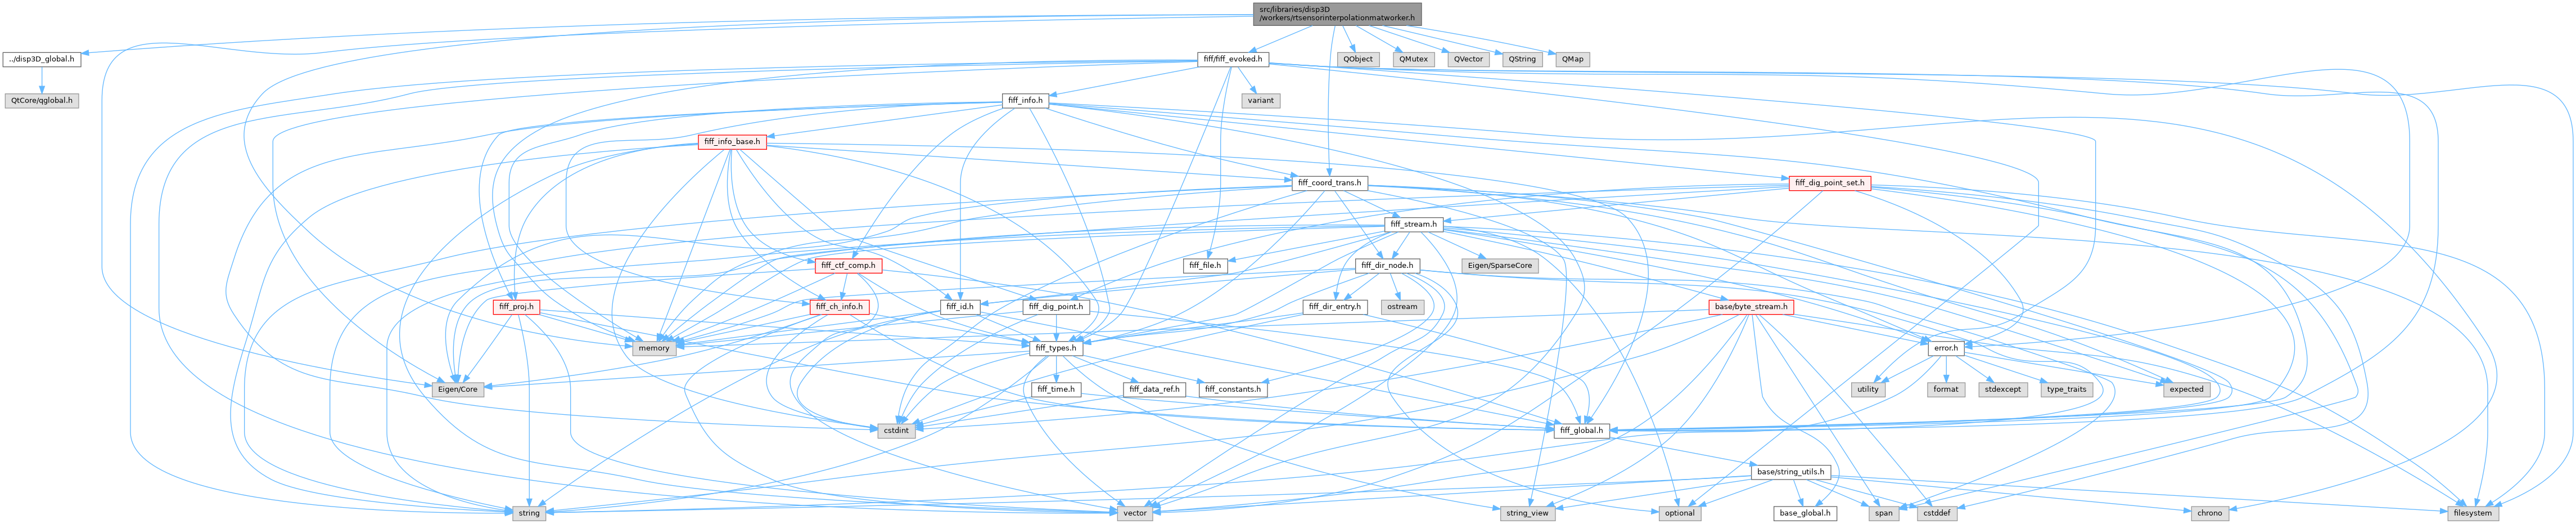 src/libraries/disp3D
/workers/rtsensorinterpolationmatworker.h
../disp3D_global.h
fiff/fiff_evoked.h
QObject
QMutex
QVector
QString
QMap
QtCore/qglobal.h
fiff_info.h
variant
fiff_info_base.h
fiff_coord_trans.h
fiff_dig_point_set.h
fiff_stream.h
fiff_ctf_comp.h
fiff_file.h
Eigen/SparseCore
fiff_dir_node.h
fiff_proj.h
fiff_ch_info.h
fiff_id.h
fiff_dig_point.h
fiff_dir_entry.h
ostream
base/byte_stream.h
memory
fiff_types.h
error.h
Eigen/Core
fiff_time.h
fiff_data_ref.h
fiff_constants.h
utility
format
stdexcept
type_traits
expected
cstdint
fiff_global.h
base/string_utils.h
string
vector
string_view
optional
base_global.h
span
cstddef
chrono
filesystem